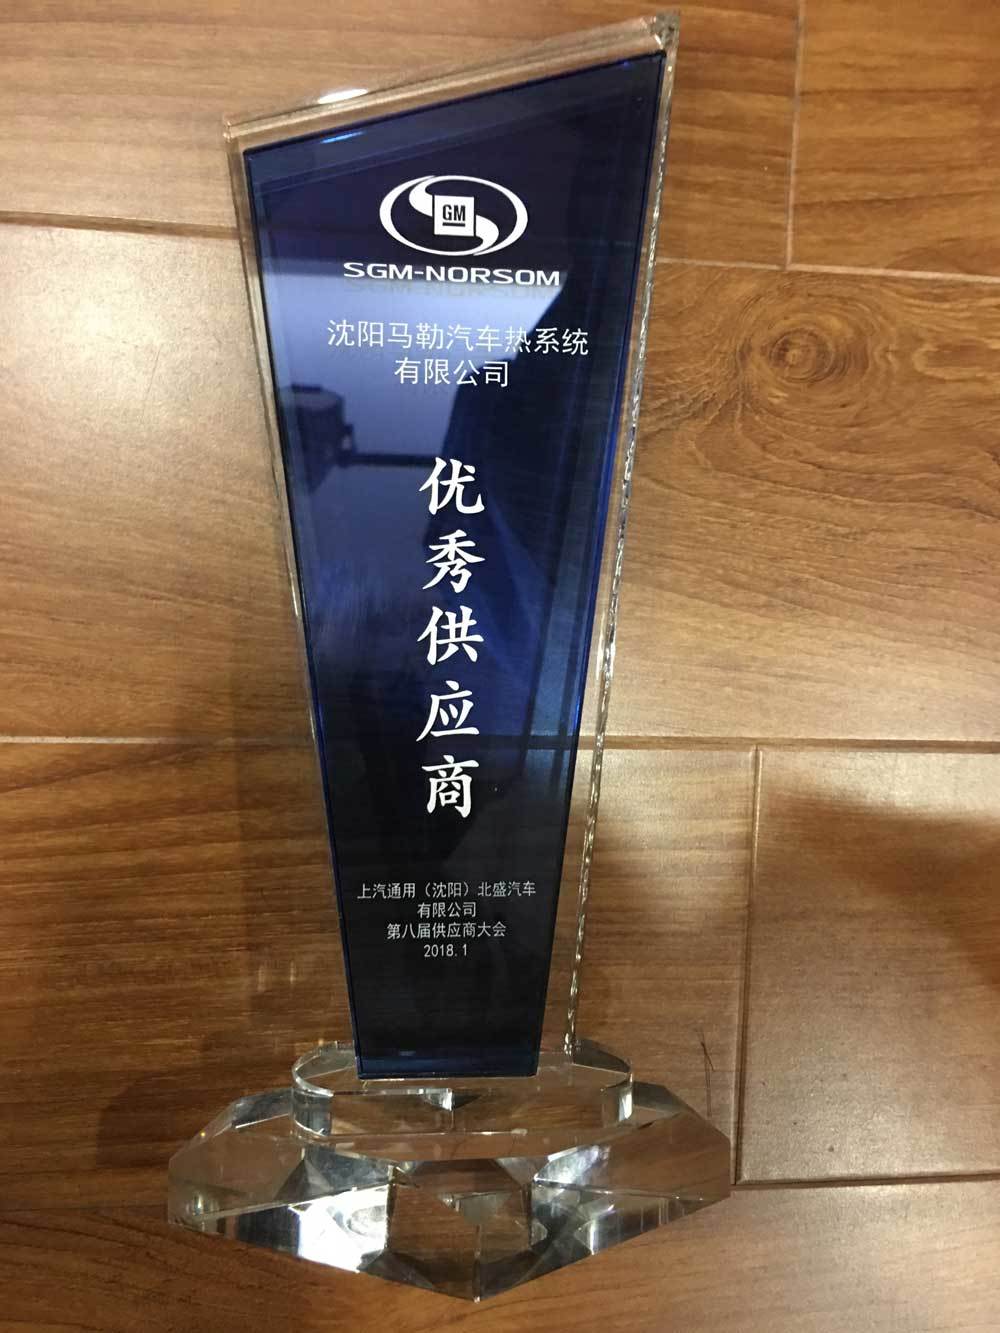 GM
SGM-NORSOM
沈阳马勒汽车热系统
有限公司
优秀供应商
上汽通用（沈阳）北盛汽车
有限公司
第八届供应商大会
2018.1